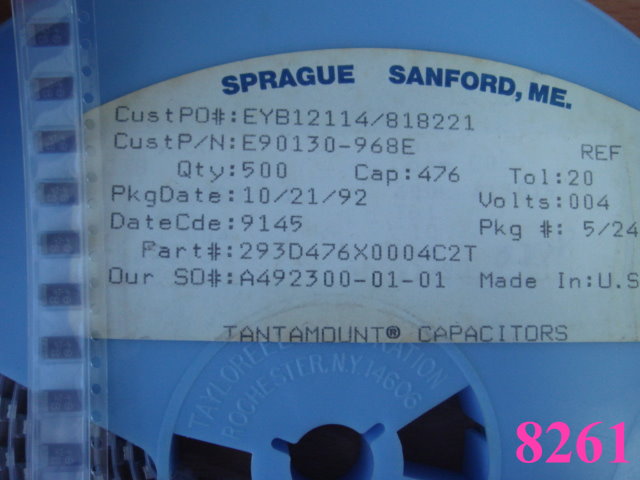 SPRAGUE SANFORD, ME.
CustPO#:EYB12114/818221
CustP/N:E90130-968E REF
Qty:500 Cap:476 Tol:20
PkgDate:10/21/92 Volts:004
DateCde:9145 Pkg #: 5/24
Part#:293D476X0004C2T
Our SO#:A492300-01-01 Made In:U.S
TANTAMOUNT® CAPACITORS
ROCHESTER, N.Y. 14606
8261